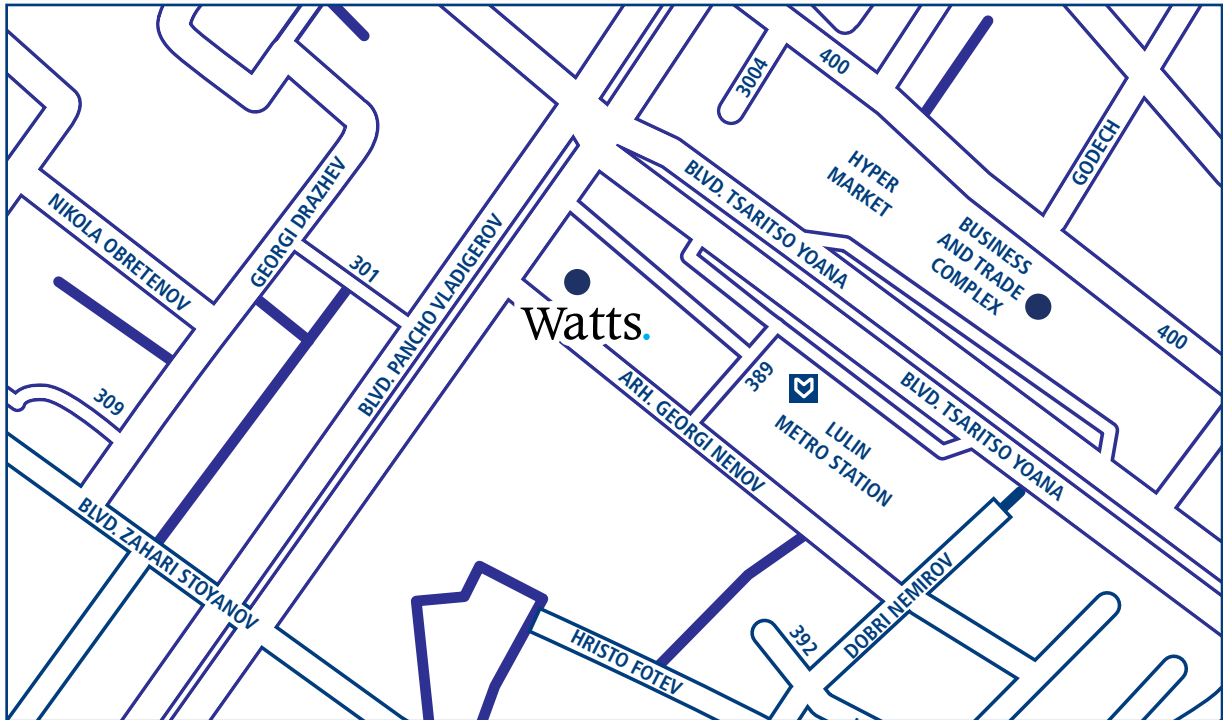 3004
400
HYPER
MARKET
GODECH
BLVD. TSARITSO YOANA
BUSINESS
AND TRADE
COMPLEX
400
NIKOLA OBRETENOV
GEORGI DRAZHEV
301
BLVD. PANCHO VLADIGEROV
Watts.
309
389
ARH. GEORGI NENOV
LULIN
METRO STATION
BLVD. TSARITSO YOANA
BLVD. ZAHARI STOYANOV
HRISTO FOTEV
392
DOBRI NEMIROV